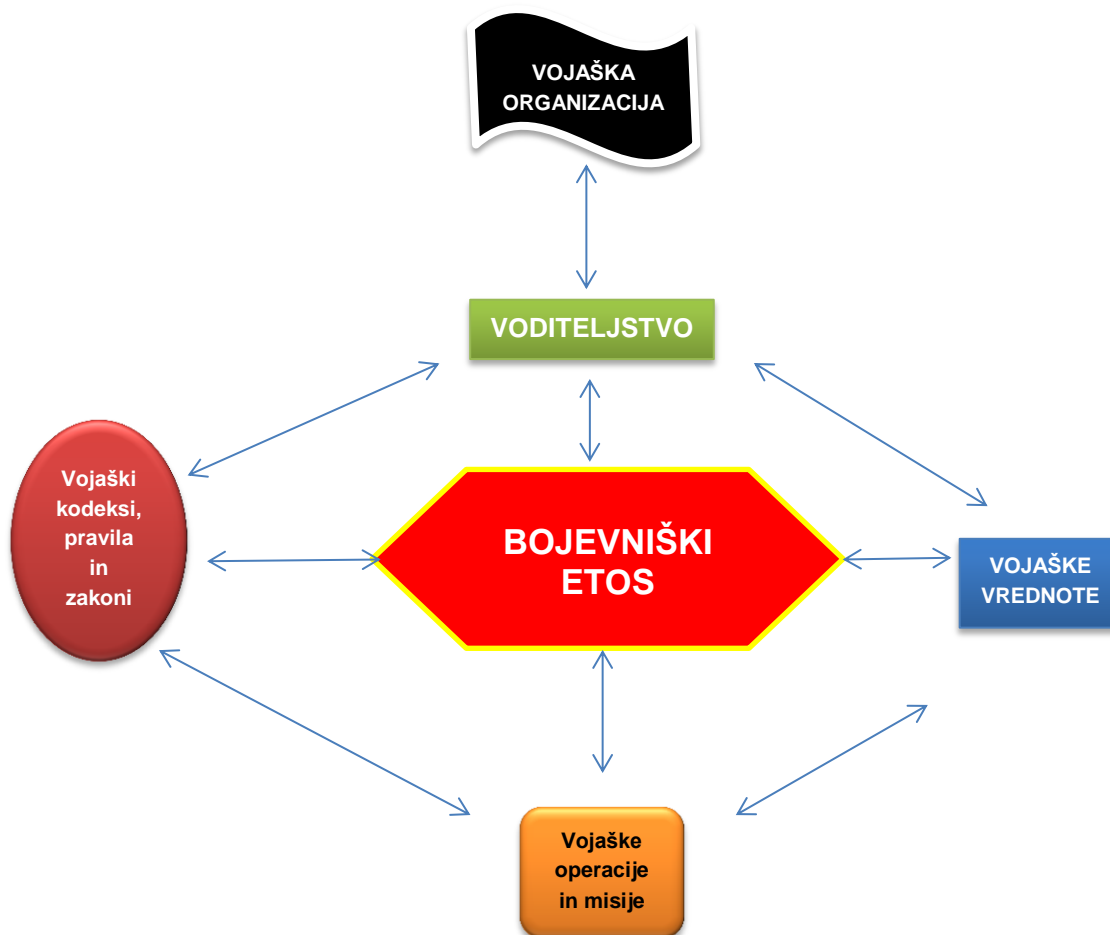 VOJAŠKA
ORGANIZACIJA
VODITELJSTVO
Vojaški
kodeksi,
pravila
in
zakoni
BOJEVNIŠKI
ETOS
VOJAŠKE
VREDNOTE
Vojaške
operacije
in misije